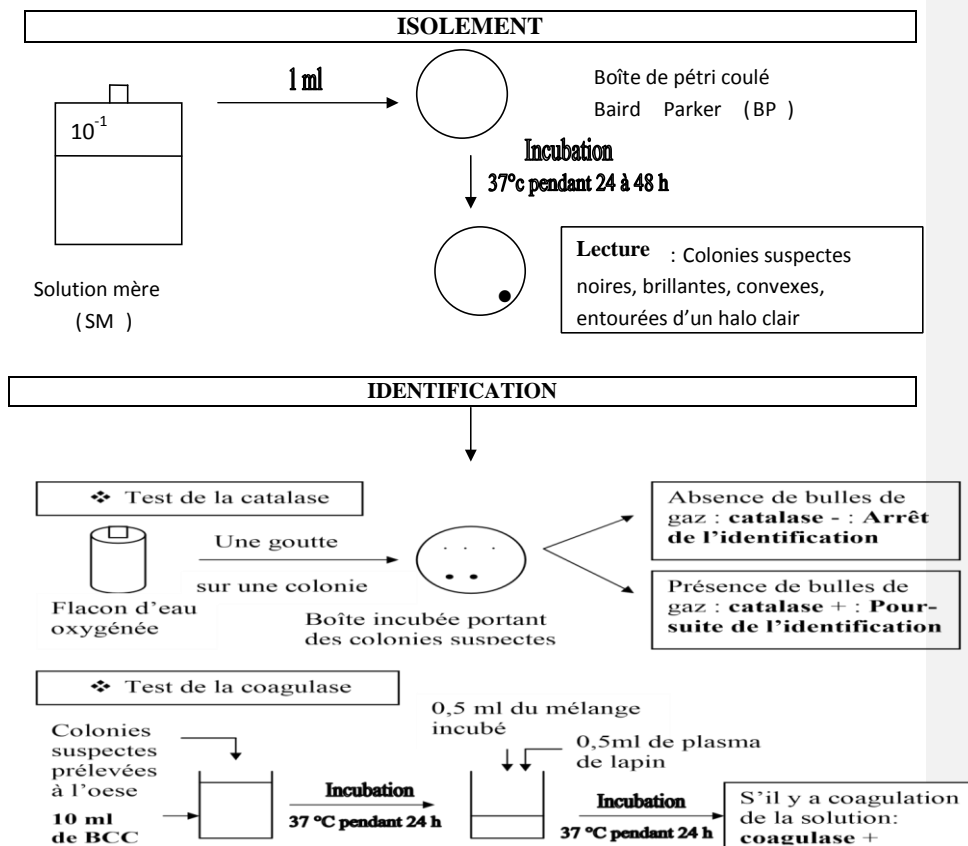 ISOLEMENT
1 ml
10⁻¹
Boîte de pétri coulé
Baird Parker (BP )
Incubation
37°c pendant 24 à 48 h
Solution mère
(SM )
Lecture : Colonies suspectes
noires, brillantes, convexes,
entourées d’un halo clair
IDENTIFICATION
❖ Test de la catalase
Flacon d’eau
oxygénée
Une goutte
sur une colonie
Boîte incubée portant
des colonies suspectes
Absence de bulles de
gaz : catalase - : Arrêt
de l’identification
Présence de bulles de
gaz : catalase + : Pour-
suite de l’identification
❖ Test de la coagulase
Colonies
suspectes
prélevées
à l’oese
10 ml
de BCC
Incubation
37 °C pendant 24 h
0,5 ml du mélange
incubé
0,5ml de plasma
de lapin
Incubation
37 °C pendant 24 h
S’il y a coagulation
de la solution:
coagulase +